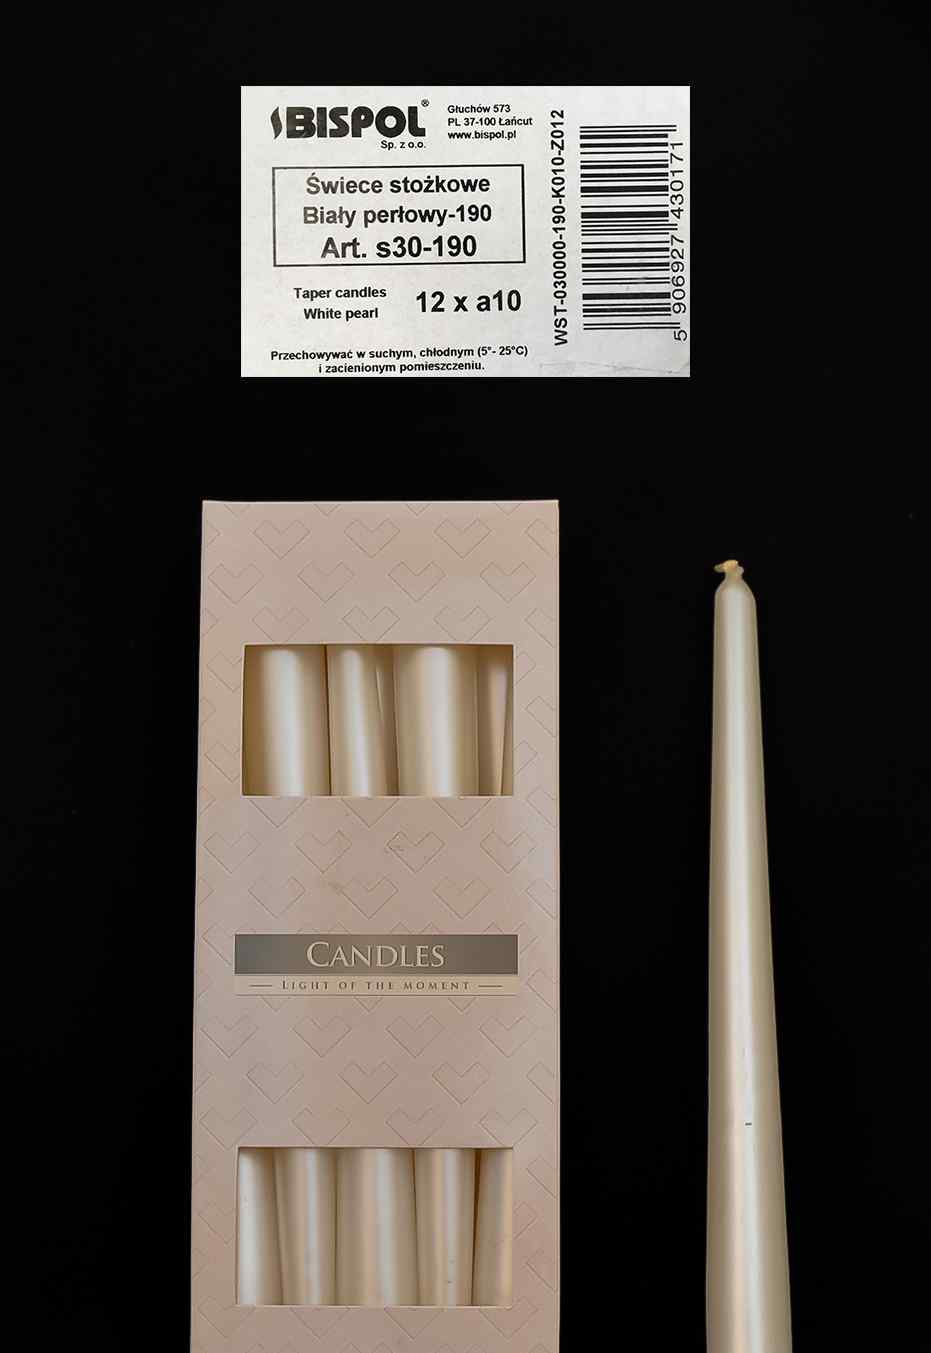 BISPOL®
Sp. z o.o.
Głuchów 573
PL 37-100 Łańcut
www.bispol.pl
Świece stożkowe
Biały perłowy-190
Art. s30-190
Taper candles
White pearl
12 x a10
Przechowywać w suchym, chłodnym (5°- 25°C)
i zacienionym pomieszczeniu.
WST-030000-190-K010-Z012
5 906927 430171
CANDLES
LIGHT OF THE MOMENT